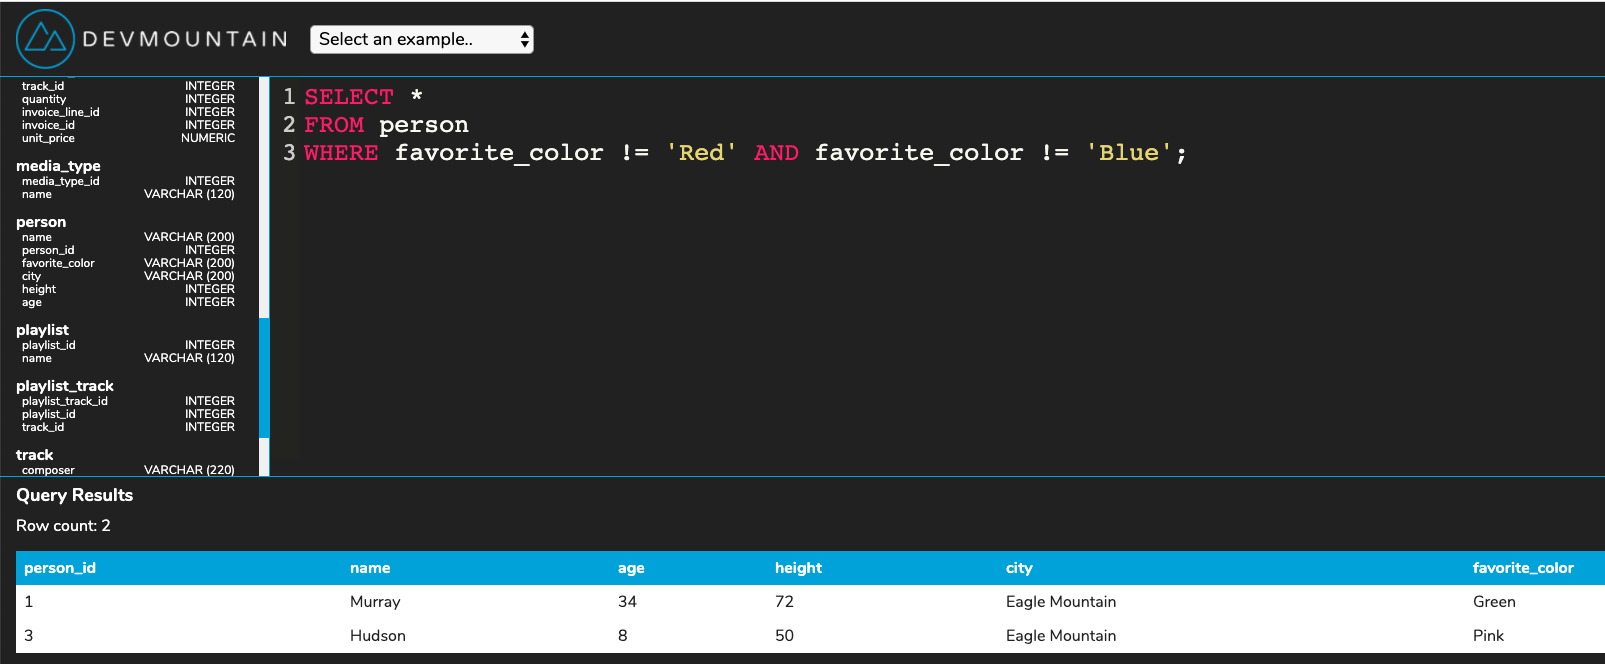 DEVMOUNTAIN
Select an example..
track_id INTEGER
quantity INTEGER
invoice_line_id INTEGER
invoice_id INTEGER
unit_price NUMERIC
media_type
media_type_id INTEGER
name VARCHAR (120)
person
name VARCHAR (200)
person_id INTEGER
favorite_color VARCHAR (200)
city VARCHAR (200)
height INTEGER
age INTEGER
playlist
playlist_id INTEGER
name VARCHAR (120)
playlist_track
playlist_track_id INTEGER
playlist_id INTEGER
track_id INTEGER
track
composer VARCHAR (220)
1 SELECT *
2 FROM person
3 WHERE favorite_color != 'Red' AND favorite_color != 'Blue';
Query Results
Row count: 2
person_id name age height city favorite_color
1 Murray 34 72 Eagle Mountain Green
3 Hudson 8 50 Eagle Mountain Pink